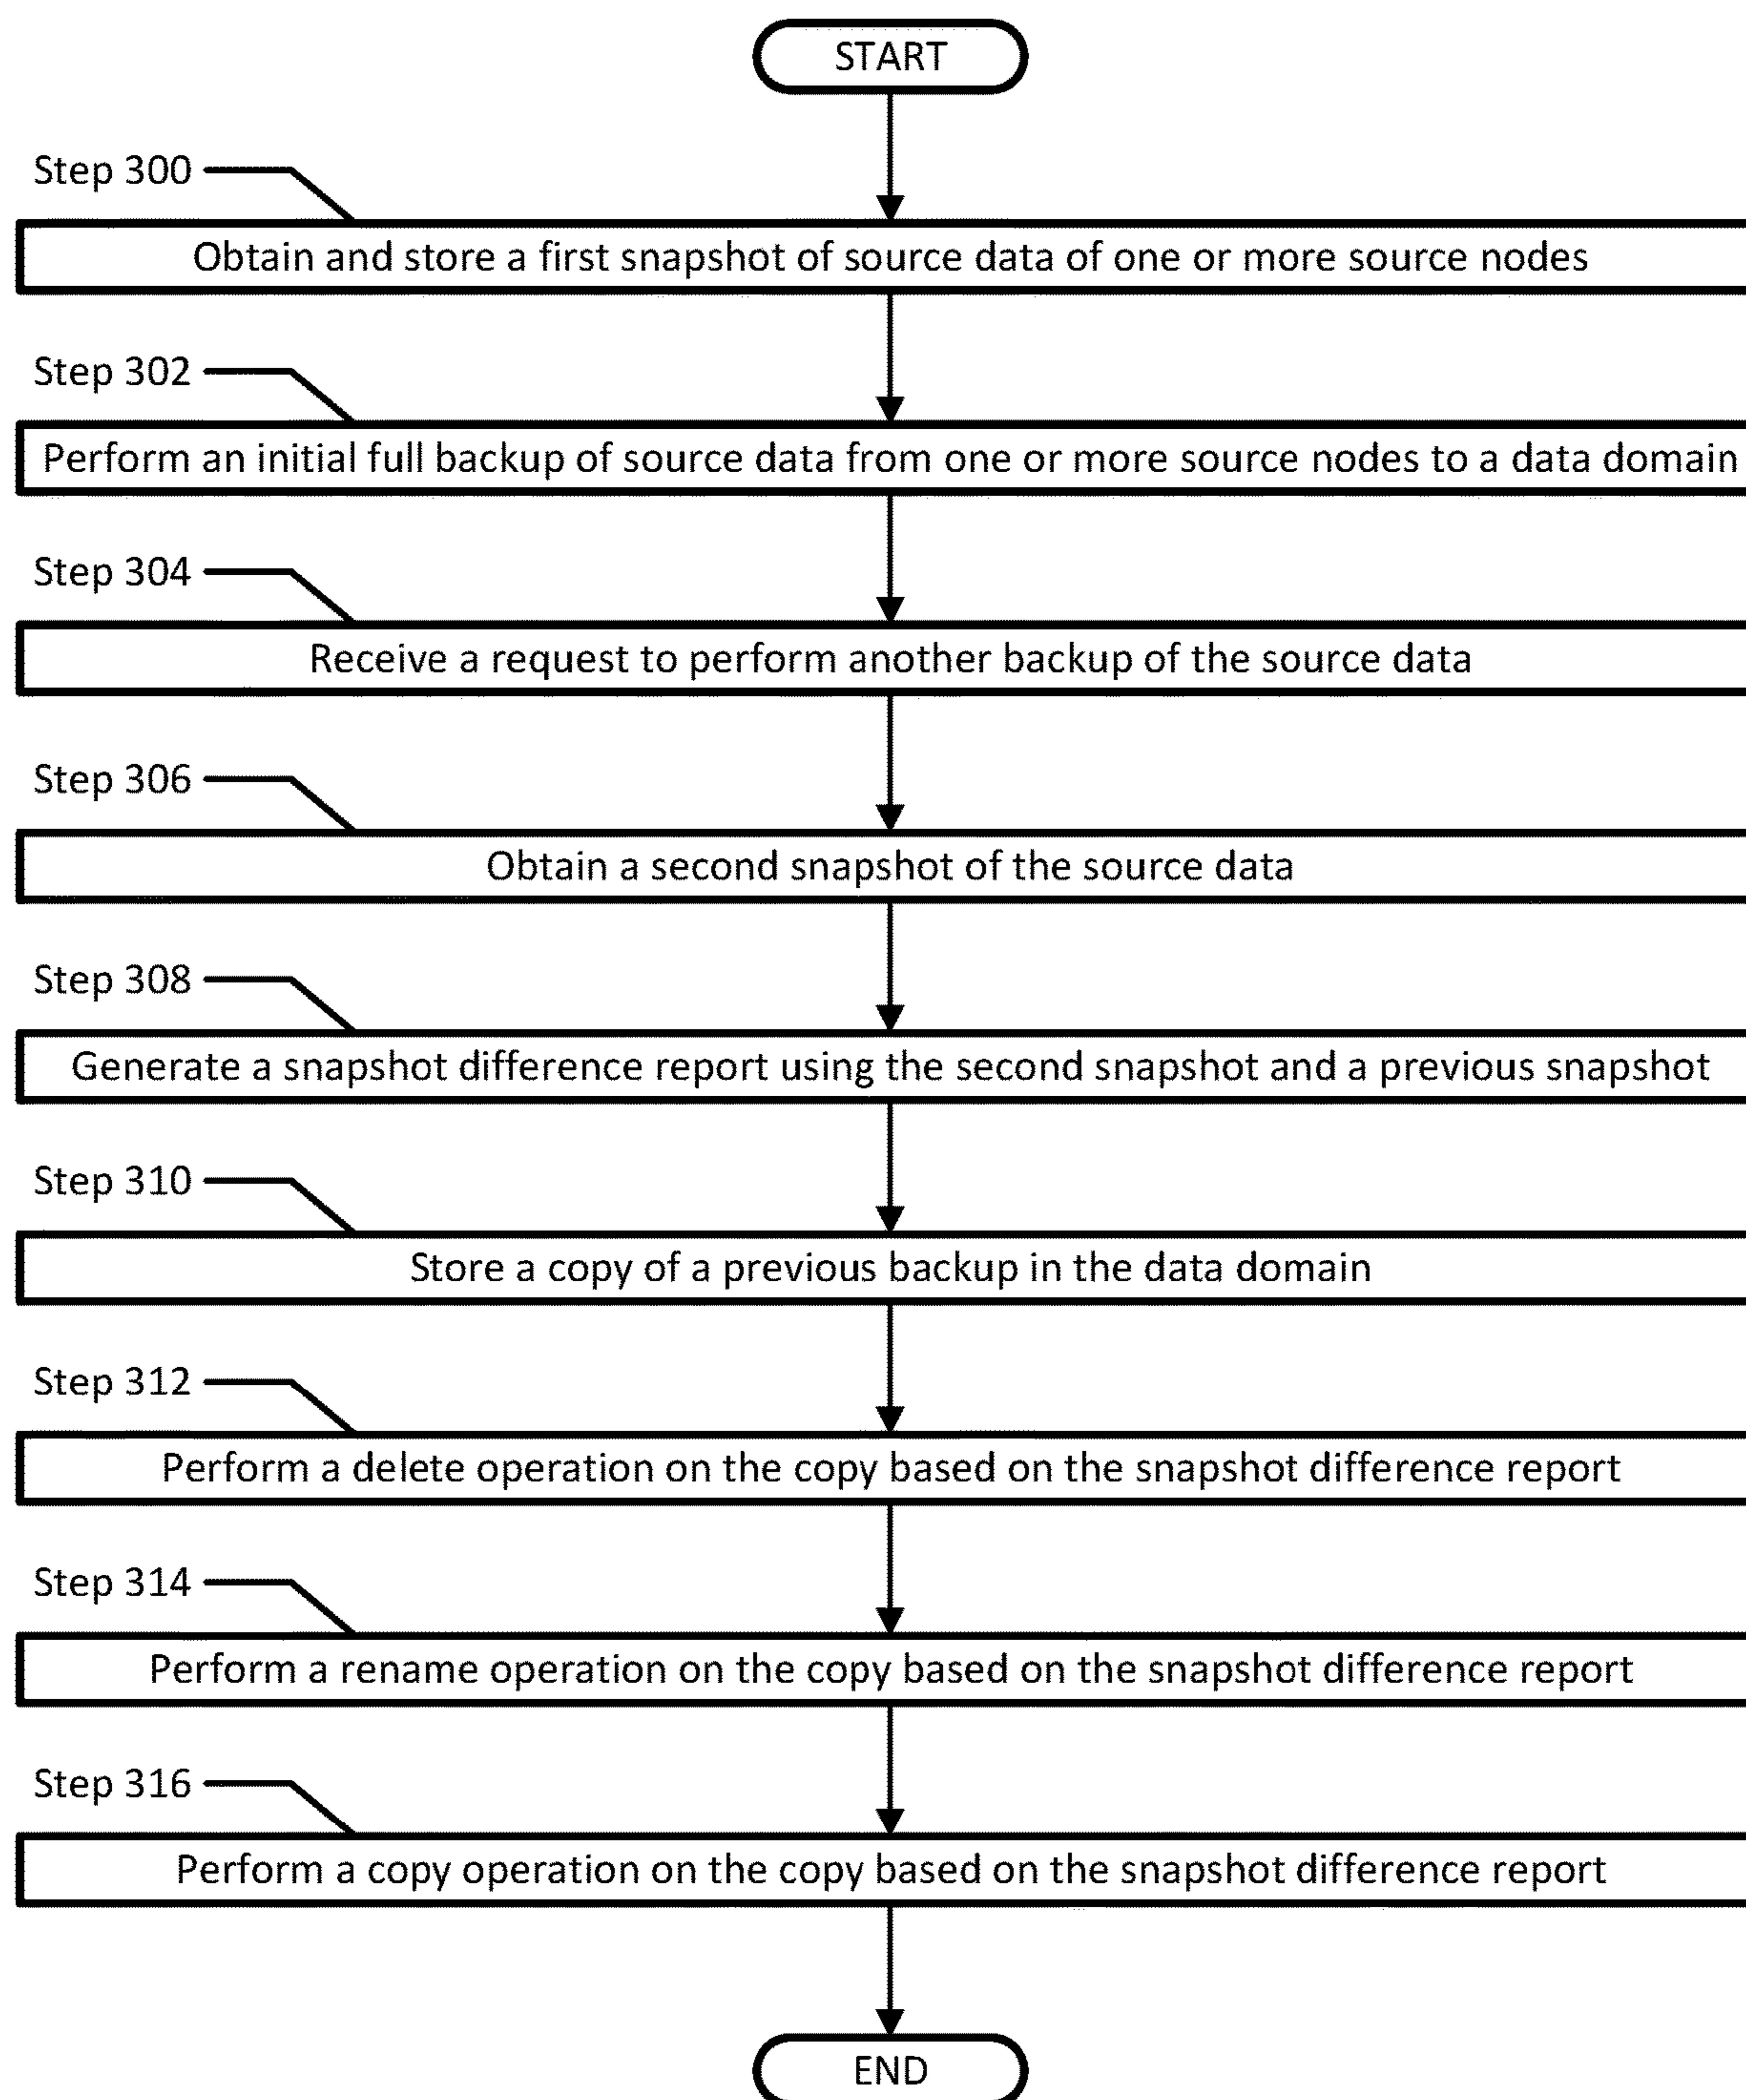 START
Step 300
Obtain and store a first snapshot of source data of one or more source nodes
Step 302
Perform an initial full backup of source data from one or more source nodes to a data domain
Step 304
Receive a request to perform another backup of the source data
Step 306
Obtain a second snapshot of the source data
Step 308
Generate a snapshot difference report using the second snapshot and a previous snapshot
Step 310
Store a copy of a previous backup in the data domain
Step 312
Perform a delete operation on the copy based on the snapshot difference report
Step 314
Perform a rename operation on the copy based on the snapshot difference report
Step 316
Perform a copy operation on the copy based on the snapshot difference report
END